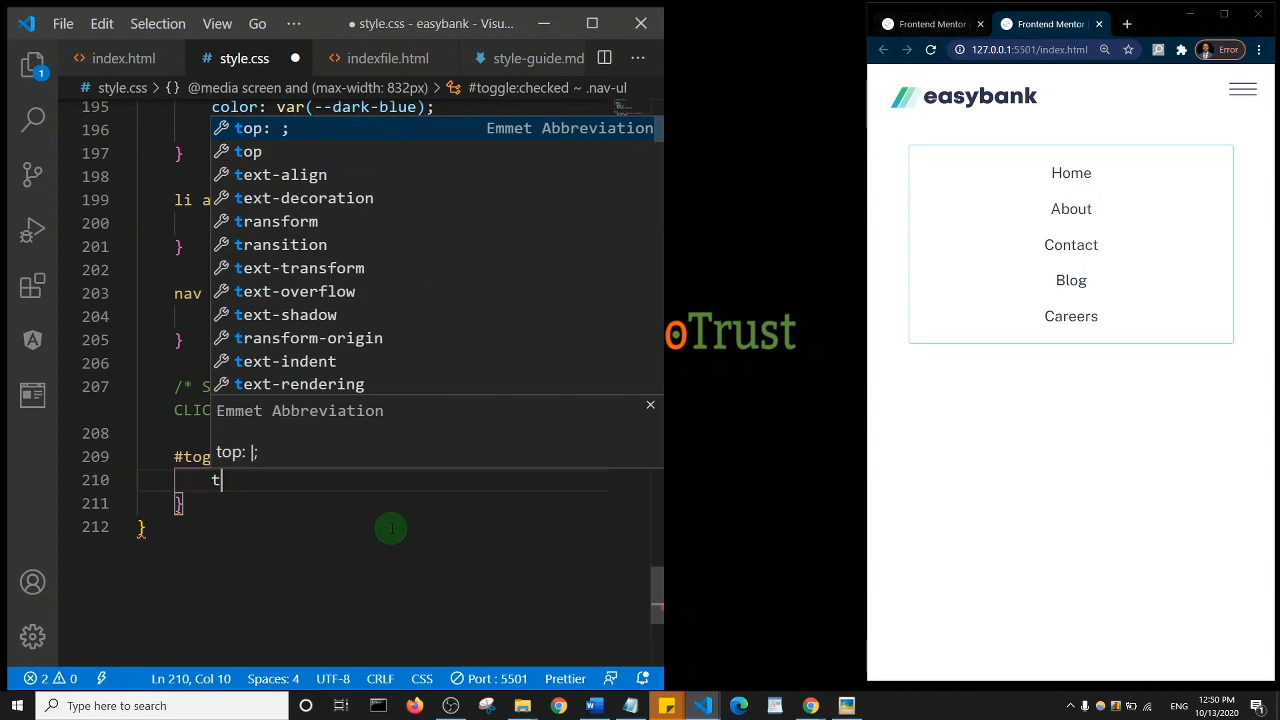 File Edit Selection View Go ··· ● style.css - easybank - Visu...
index.html style.css ● indexfile.html style-guide.md ···
style.css › {} @media screen and (max-width: 832px) › #toggle:checked ~ .nav-ul
195 color: var(--dark-blue);
196 top: ; Emmet Abbreviation
197 } top
198 text-align
199 li a text-decoration
200 transform
201 } transition
202 text-transform
203 nav text-overflow
204 text-shadow
205 } transform-origin
206 text-indent
207 /* S text-rendering
CLIC Emmet Abbreviation
208
top: |;
209 #tog
210 t
211 }
212 }
1
2 0 Ln 210, Col 10 Spaces: 4 UTF-8 CRLF CSS Port : 5501 Prettier
oTrust
Frontend Mentor Frontend Mentor
127.0.0.1:5501/index.html Error
easybank
Home
About
Contact
Blog
Careers
Type here to search
ENG 12:50 PM
10/13/2020
1